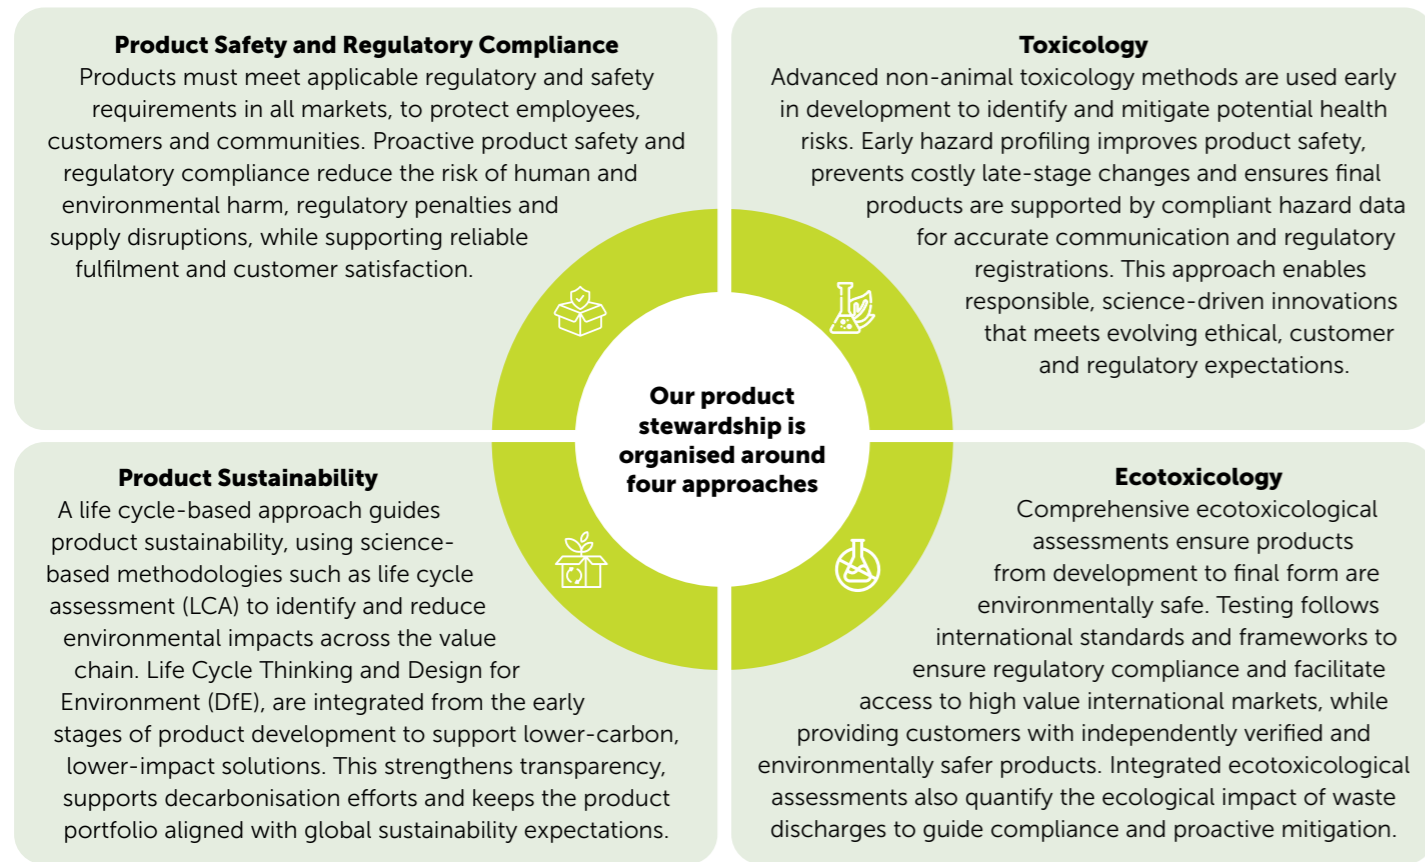 Product Safety and Regulatory Compliance
Products must meet applicable regulatory and safety
requirements in all markets, to protect employees,
customers and communities. Proactive product safety and
regulatory compliance reduce the risk of human and
environmental harm, regulatory penalties and
supply disruptions, while supporting reliable
fulfilment and customer satisfaction.
Toxicology
Advanced non-animal toxicology methods are used early
in development to identify and mitigate potential health
risks. Early hazard profiling improves product safety,
prevents costly late-stage changes and ensures final
products are supported by compliant hazard data
for accurate communication and regulatory
registrations. This approach enables
responsible, science-driven innovations
that meets evolving ethical, customer
and regulatory expectations.
Our product
stewardship is
organised around
four approaches
Product Sustainability
A life cycle-based approach guides
product sustainability, using science-
based methodologies such as life cycle
assessment (LCA) to identify and reduce
environmental impacts across the value
chain. Life Cycle Thinking and Design for
Environment (DfE), are integrated from the early
stages of product development to support lower-carbon,
lower-impact solutions. This strengthens transparency,
supports decarbonisation efforts and keeps the product
portfolio aligned with global sustainability expectations.
Ecotoxicology
Comprehensive ecotoxicological
assessments ensure products
from development to final form are
environmentally safe. Testing follows
international standards and frameworks to
ensure regulatory compliance and facilitate
access to high value international markets, while
providing customers with independently verified and
environmentally safer products. Integrated ecotoxicological
assessments also quantify the ecological impact of waste
discharges to guide compliance and proactive mitigation.